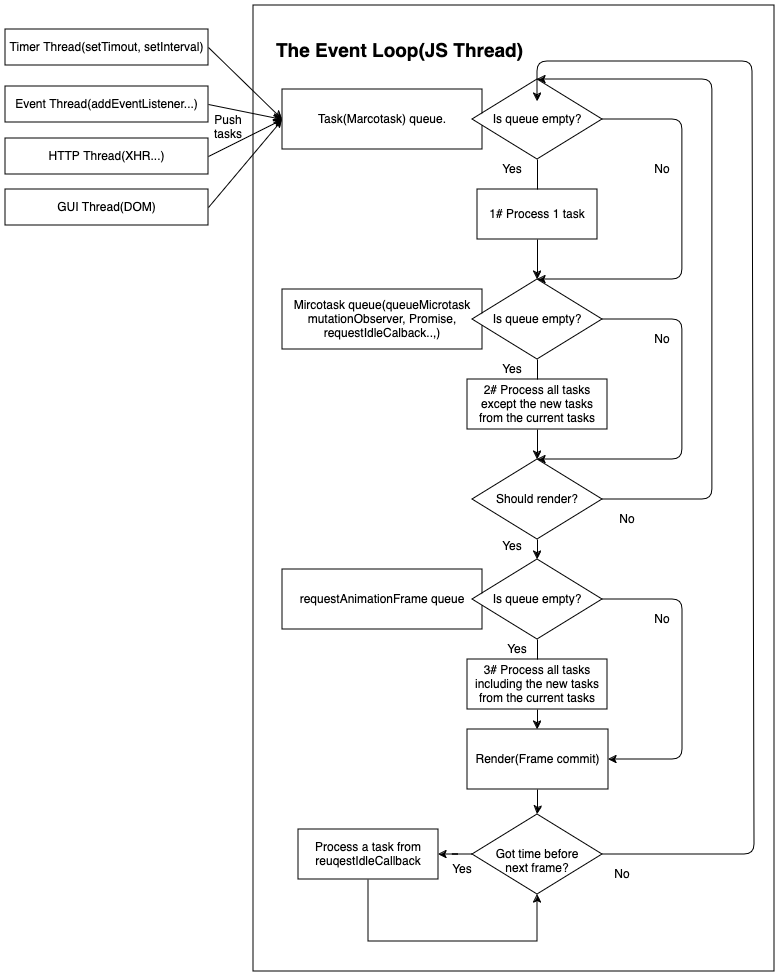 The Event Loop(JS Thread)
Timer Thread(setTimout, setInterval)
Event Thread(addEventListener...)
Push
tasks
HTTP Thread(XHR...)
GUI Thread(DOM)
Task(Marcotask) queue.
Is queue empty?
Yes
No
1# Process 1 task
Mircotask queue(queueMicrotask
mutationObserver, Promise,
requestIdleCalback..,)
Is queue empty?
No
Yes
2# Process all tasks
except the new tasks
from the current tasks
Should render?
No
Yes
requestAnimationFrame queue
Is queue empty?
No
Yes
3# Process all tasks
including the new tasks
from the current tasks
Render(Frame commit)
Process a task from
reuqestIdleCallback
Got time before
next frame?
Yes
No